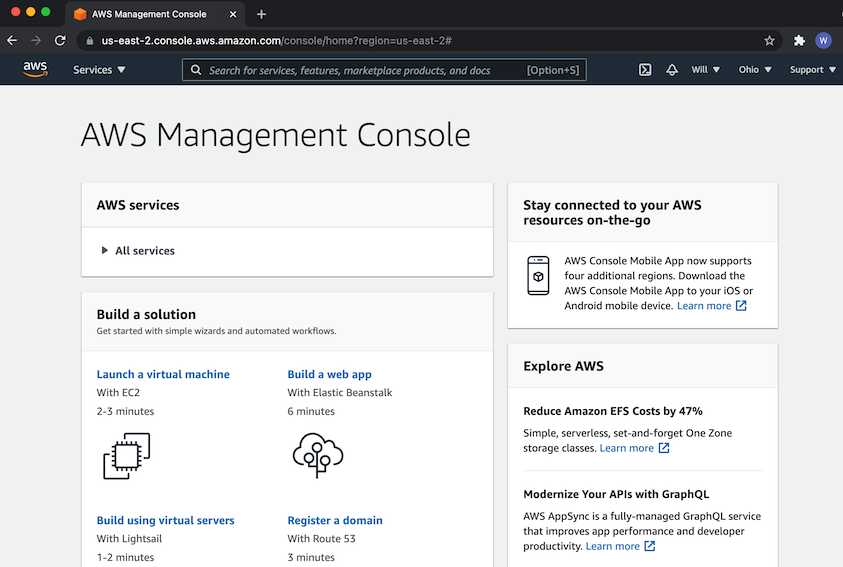 AWS Management Console
us-east-2.console.aws.amazon.com/console/home?region=us-east-2#
W
aws
Services
Search for services, features, marketplace products, and docs
[Option+S]
Will
Ohio
Support
AWS Management Console
AWS services
All services
Build a solution
Get started with simple wizards and automated workflows.
Launch a virtual machine
With EC2
2-3 minutes
Build a web app
With Elastic Beanstalk
6 minutes
Build using virtual servers
With Lightsail
1-2 minutes
Register a domain
With Route 53
3 minutes
Stay connected to your AWS
resources on-the-go
AWS Console Mobile App now supports
four additional regions. Download the
AWS Console Mobile App to your iOS or
Android mobile device. Learn more
Explore AWS
Reduce Amazon EFS Costs by 47%
Simple, serverless, set-and-forget One Zone
storage classes. Learn more
Modernize Your APIs with GraphQL
AWS AppSync is a fully-managed GraphQL service
that improves app performance and developer
productivity. Learn more